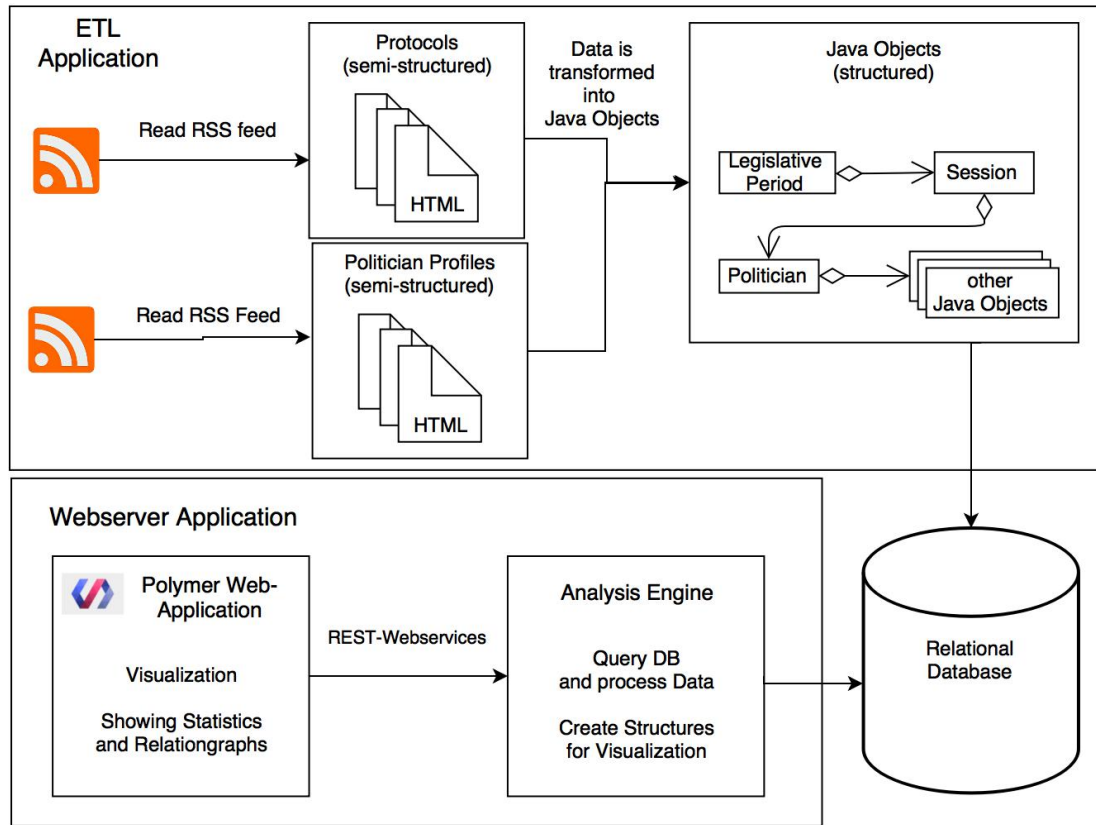 ETL
Application
Read RSS feed
Protocols
(semi-structured)
HTML
Data is
transformed
into
Java Objects
Java Objects
(structured)
Legislative
Period
Session
Politician
other
Java Objects
Read RSS Feed
Politician Profiles
(semi-structured)
HTML
Webserver Application
Polymer Web-
Application
Visualization
Showing Statistics
and Relationgraphs
REST-Webservices
Analysis Engine
Query DB
and process Data
Create Structures
for Visualization
Relational
Database